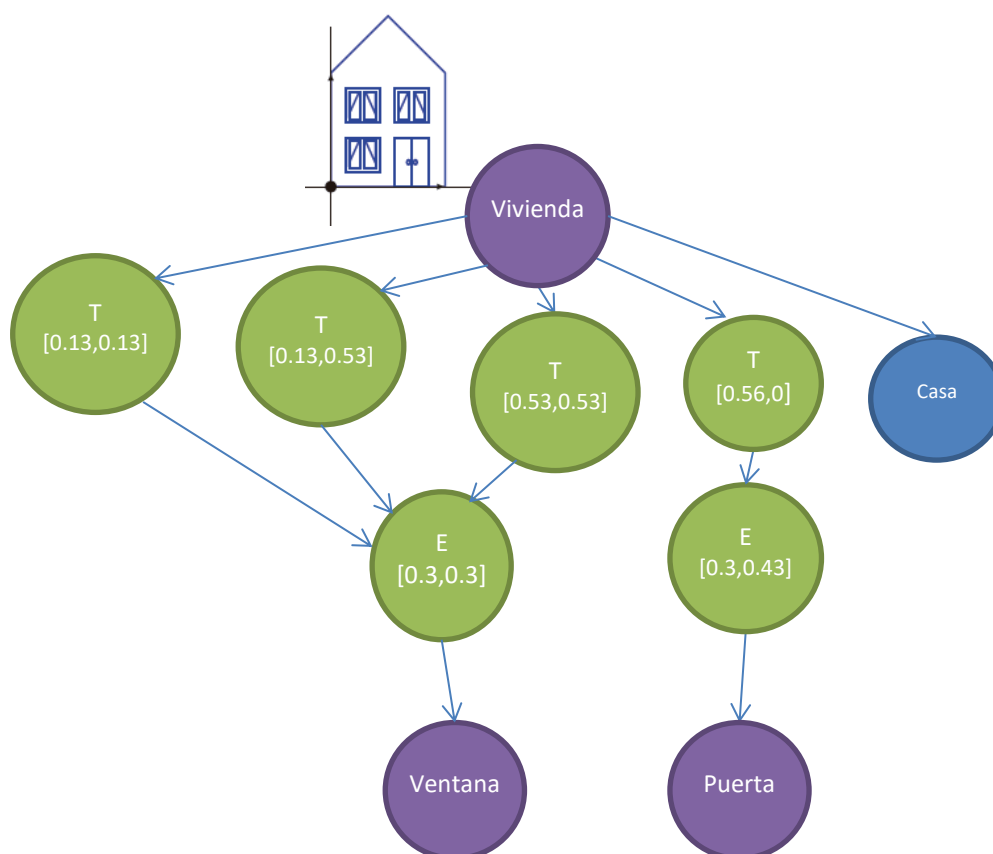 Vivienda
T
[0.13,0.13]
T
[0.13,0.53]
T
[0.53,0.53]
T
[0.56,0]
Casa
E
[0.3,0.3]
E
[0.3,0.43]
Ventana
Puerta